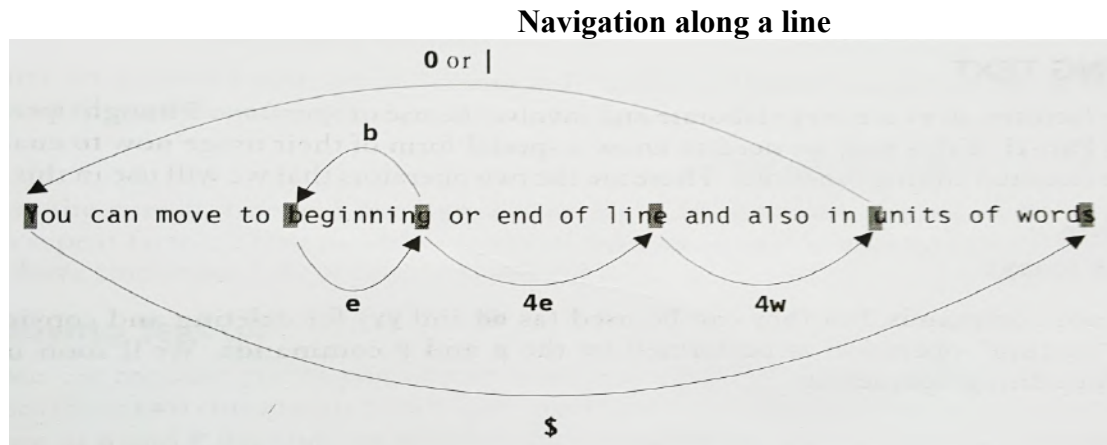 Navigation along a line
0 or |
b
You can move to beginning or end of line and also in units of words
e
4e
4w
$